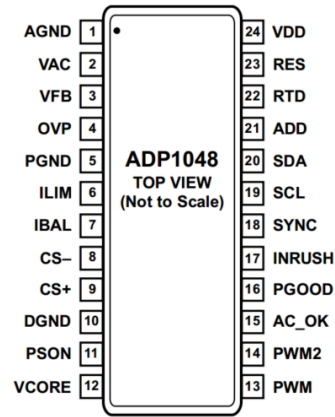 AGND 1
VAC 2
VFB 3
OVP 4
PGND 5
ILIM 6
IBAL 7
CS– 8
CS+ 9
DGND 10
PSON 11
VCORE 12
ADP1048
TOP VIEW
(Not to Scale)
24 VDD
23 RES
22 RTD
21 ADD
20 SDA
19 SCL
18 SYNC
17 INRUSH
16 PGOOD
15 AC_OK
14 PWM2
13 PWM